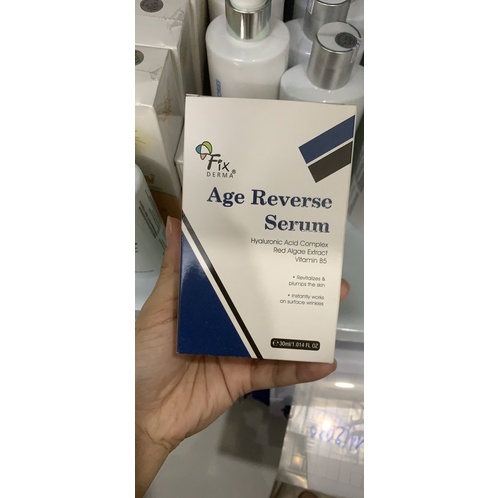 Fix
DERMA®
Age Reverse
Serum
Hyaluronic Acid Complex
Red Algae Extract
Vitamin B5
• Revitalizes &
plumps the skin
• Instantly works
on surface wrinkles
℮ 30ml/1.014 FL OZ